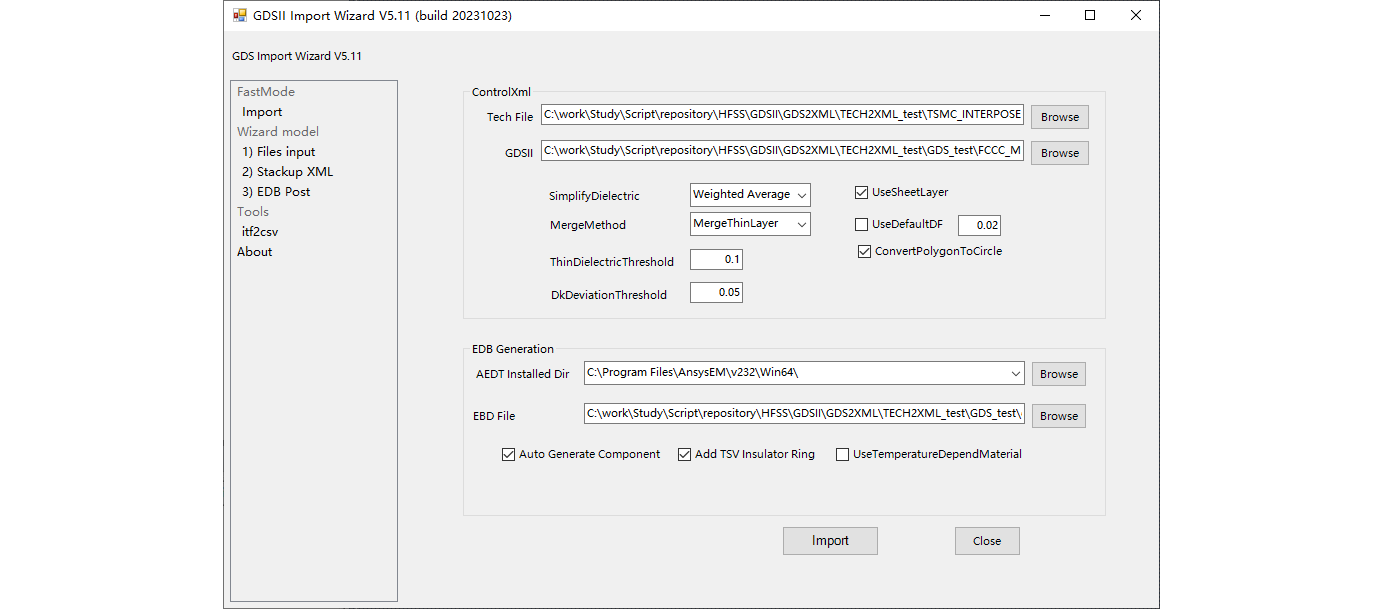 GDSII Import Wizard V5.11 (build 20231023)
GDS Import Wizard V5.11
FastMode
Import
Wizard model
1) Files input
2) Stackup XML
3) EDB Post
Tools
itf2csv
About
ControlXml
Tech File C:\work\Study\Script\repository\HFSS\GDSII\GDS2XML\TECH2XML_test\TSMC_INTERPOSE Browse
GDSII C:\work\Study\Script\repository\HFSS\GDSII\GDS2XML\TECH2XML_test\GDS_test\FCCC_M Browse
SimplifyDielectric Weighted Average UseSheetLayer
MergeMethod MergeThinLayer UseDefaultDF 0.02
ConvertPolygonToCircle
ThinDielectricThreshold 0.1
DkDeviationThreshold 0.05
EDB Generation
AEDT Installed Dir C:\Program Files\AnsysEM\v232\Win64\ Browse
EBD File C:\work\Study\Script\repository\HFSS\GDSII\GDS2XML\TECH2XML_test\GDS_test\ Browse
Auto Generate Component Add TSV Insulator Ring UseTemperatureDependMaterial
Import Close